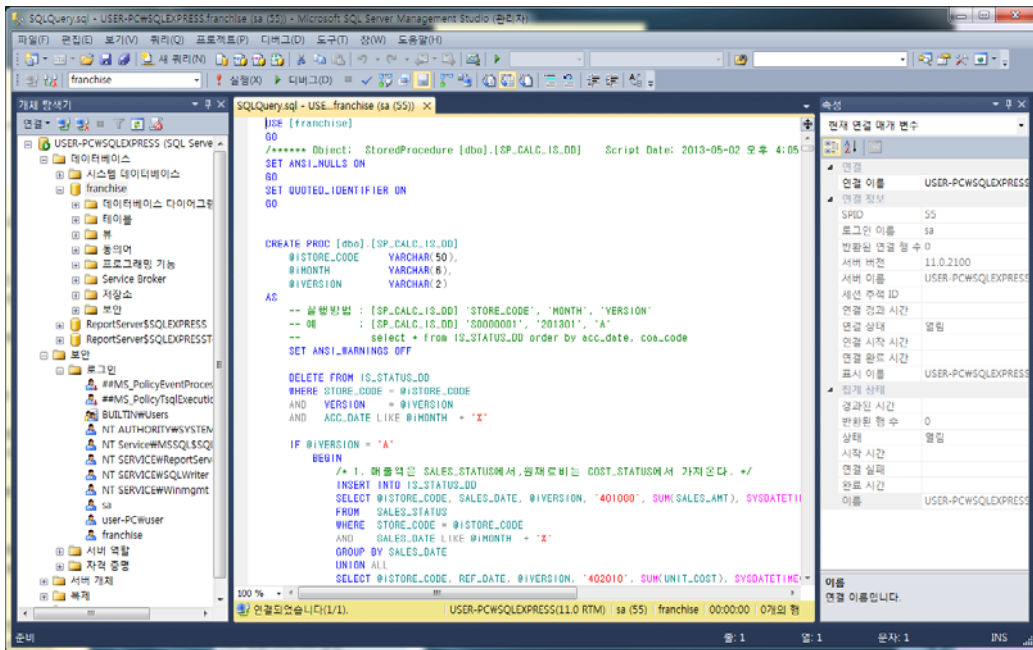 SQLQuery.sql - USER-PC₩SQLEXPRESS.franchise (sa (55)) - Microsoft SQL Server Management Studio (관리자)
파일(F) 편집(E) 보기(V) 쿼리(Q) 프로젝트(P) 디버그(D) 도구(T) 창(W) 도움말(H)
새 쿼리(N)
franchise 실행(X) 디버그(D)
개체 탐색기
연결
USER-PC₩SQLEXPRESS (SQL Serve
데이터베이스
시스템 데이터베이스
franchise
데이터베이스 다이어그램
테이블
뷰
동의어
프로그래밍 기능
Service Broker
저장소
보안
ReportServer$SQLEXPRESS
ReportServer$SQLEXPRESST
보안
로그인
##MS_PolicyEventProces
##MS_PolicyTsqlExecutio
BUILTIN₩Users
NT AUTHORITY₩SYSTEM
NT Service₩MSSQL$SQL
NT SERVICE₩ReportServ
NT SERVICE₩SQLWriter
NT SERVICE₩Winmgmt
sa
user-PC₩user
franchise
서버 역할
자격 증명
서버 개체
복제
SQLQuery.sql - USE...franchise (sa (55))
USE [franchise]
GO
/****** Object: StoredProcedure [dbo].[SP_CALC_IS_DD] Script Date: 2013-05-02 오후 4:05
SET ANSI_NULLS ON
GO
SET QUOTED_IDENTIFIER ON
GO
CREATE PROC [dbo].[SP_CALC_IS_DD]
@iSTORE_CODE VARCHAR(50),
@iMONTH VARCHAR(6),
@iVERSION VARCHAR(2)
AS
-- 실행방법 : [SP_CALC_IS_DD] 'STORE_CODE', 'MONTH', 'VERSION'
-- 예 : [SP_CALC_IS_DD] 'S0000001', '201301', 'A'
-- select * from IS_STATUS_DD order by acc_date, coa_code
SET ANSI_WARNINGS OFF
DELETE FROM IS_STATUS_DD
WHERE STORE_CODE = @iSTORE_CODE
AND VERSION = @iVERSION
AND ACC_DATE LIKE @iMONTH + '%'
IF @iVERSION = 'A'
BEGIN
/* 1. 매출액은 SALES_STATUS에서,원재료비는 COST_STATUS에서 가져온다. */
INSERT INTO IS_STATUS_DD
SELECT @iSTORE_CODE, SALES_DATE, @iVERSION, '401000', SUM(SALES_AMT), SYSDATETI
FROM SALES_STATUS
WHERE STORE_CODE = @iSTORE_CODE
AND SALES_DATE LIKE @iMONTH + '%'
GROUP BY SALES_DATE
UNION ALL
SELECT @iSTORE_CODE, REF_DATE, @iVERSION, '402010', SUM(UNIT_COST), SYSDATETIME
100 %
연결되었습니다(1/1). USER-PC₩SQLEXPRESS(11.0 RTM) sa (55) franchise 00:00:00 0개의 행
속성
현재 연결 매개 변수
연결
연결 이름 USER-PC₩SQLEXPRESS
연결 정보
SPID 55
로그인 이름 sa
반환된 연결 행 수 0
서버 버전 11.0.2100
서버 이름 USER-PC₩SQLEXPRESS
세션 추적 ID
연결 경과 시간
연결 상태 열림
연결 시작 시간
연결 완료 시간
표시 이름 USER-PC₩SQLEXPRESS
집계 상태
경과된 시간
반환된 행 수 0
상태 열림
시작 시간
연결 실패
완료 시간
이름 USER-PC₩SQLEXPRESS
이름
연결 이름입니다.
준비 줄: 1 열: 1 문자: 1 INS